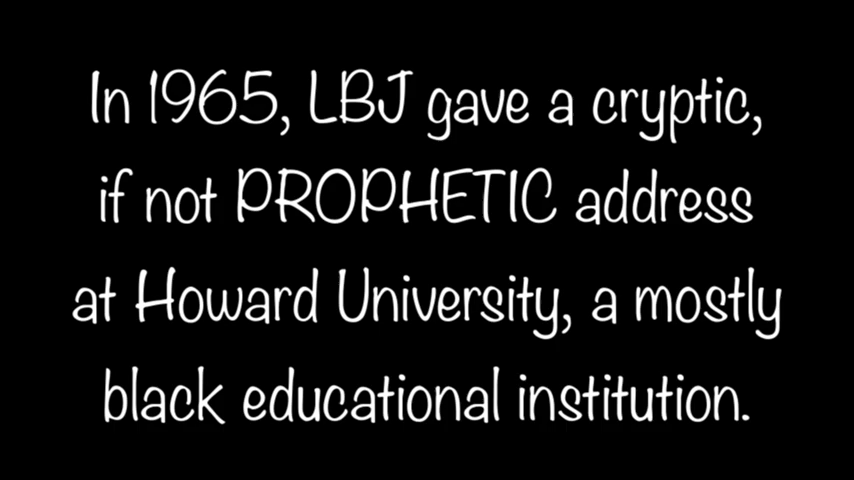 In 1965, LBJ gave a cryptic,
if not PROPHETIC address
at Howard University, a mostly
black educational institution.